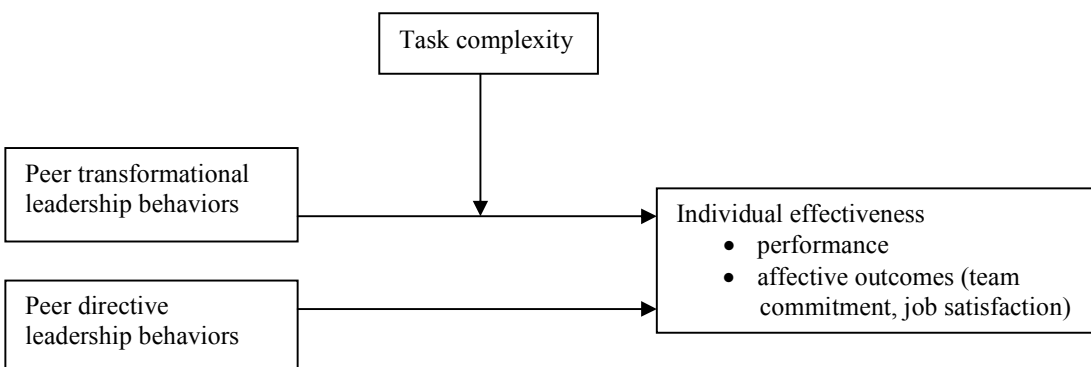 Task complexity
Peer transformational
leadership behaviors
Individual effectiveness
• performance
• affective outcomes (team
commitment, job satisfaction)
Peer directive
leadership behaviors